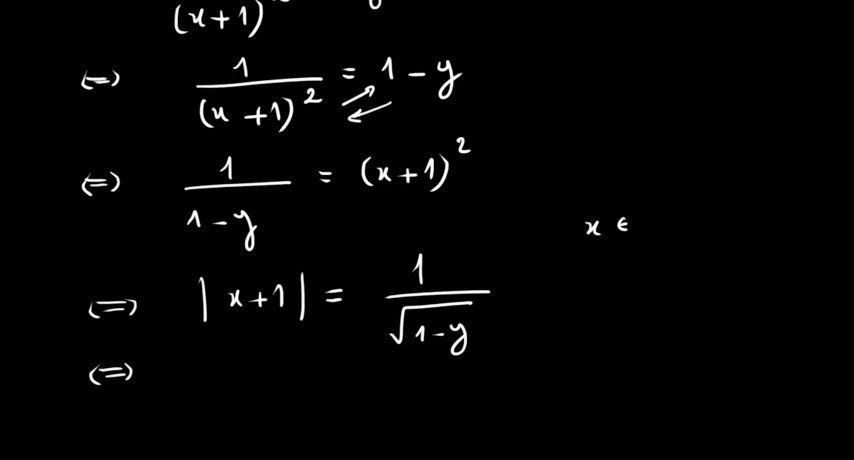 (x+1)
⇔ 1/(x+1)² = 1 - y
⇔ 1/(1-y) = (x+1)²
x ∈
⇔ |x+1| = 1/√(1-y)
⇔